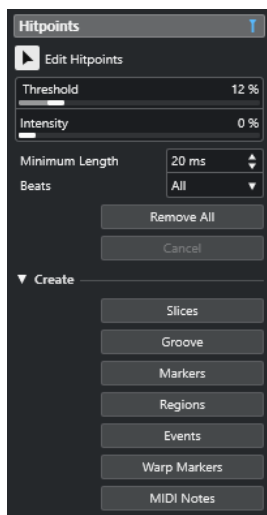 Hitpoints
Edit Hitpoints
Threshold 12 %
Intensity 0 %
Minimum Length 20 ms
Beats All
Remove All
Cancel
Create
Slices
Groove
Markers
Regions
Events
Warp Markers
MIDI Notes